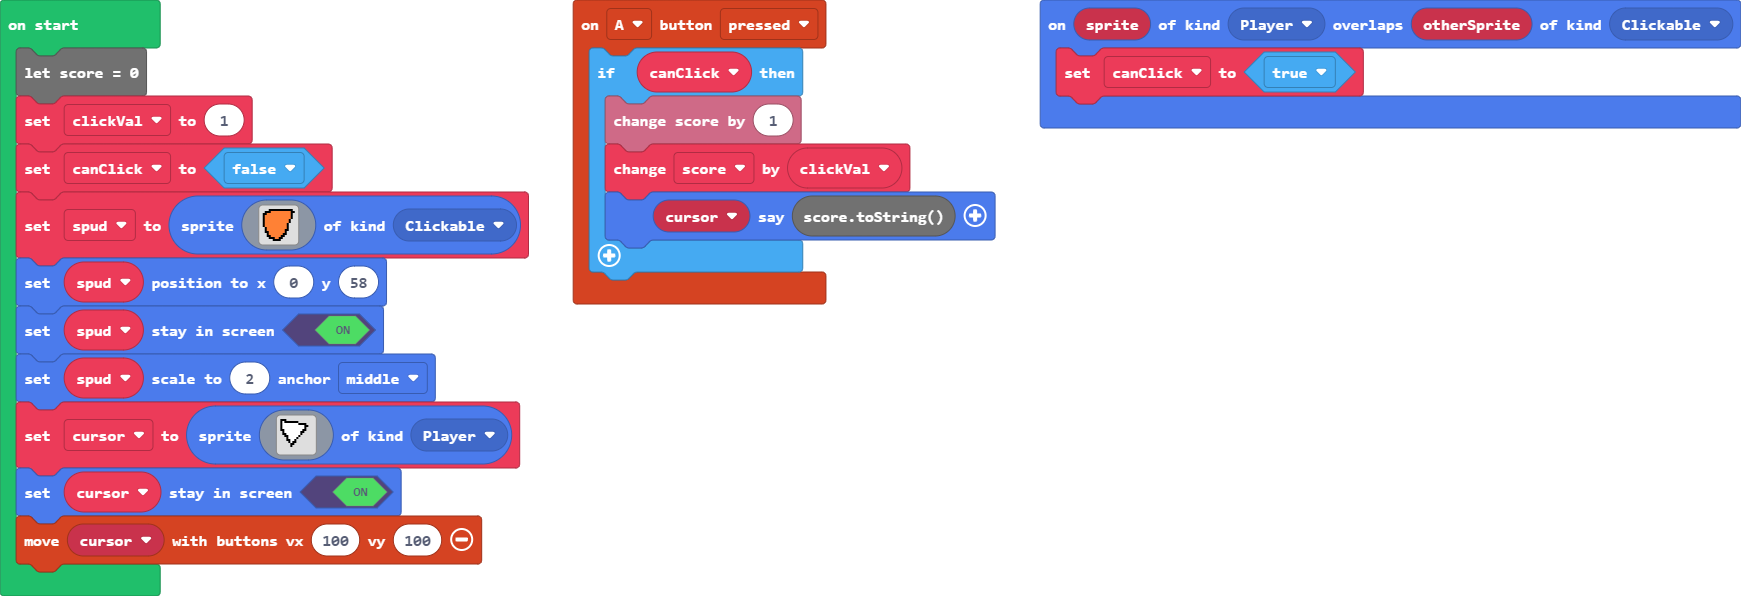 on start
let score = 0
set clickVal to 1
set canClick to false
set spud to sprite of kind Clickable
set spud position to x 0 y 58
set spud stay in screen ON
set spud scale to 2 anchor middle
set cursor to sprite of kind Player
set cursor stay in screen ON
move cursor with buttons vx 100 vy 100
on A button pressed
if canClick then
change score by 1
change score by clickVal
cursor say score.toString()
on sprite of kind Player overlaps otherSprite of kind Clickable
set canClick to true